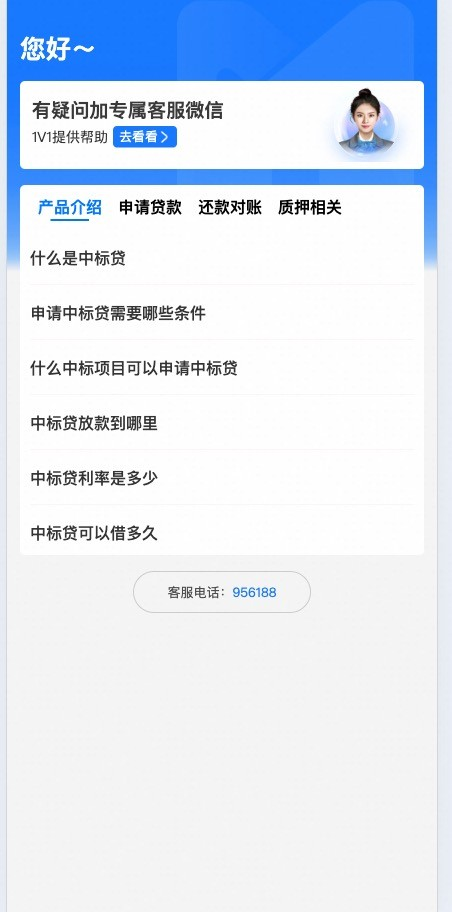 您好～
有疑问加专属客服微信
1V1提供帮助 去看看
产品介绍 申请贷款 还款对账 质押相关
什么是中标贷
申请中标贷需要哪些条件
什么中标项目可以申请中标贷
中标贷放款到哪里
中标贷利率是多少
中标贷可以借多久
客服电话：956188